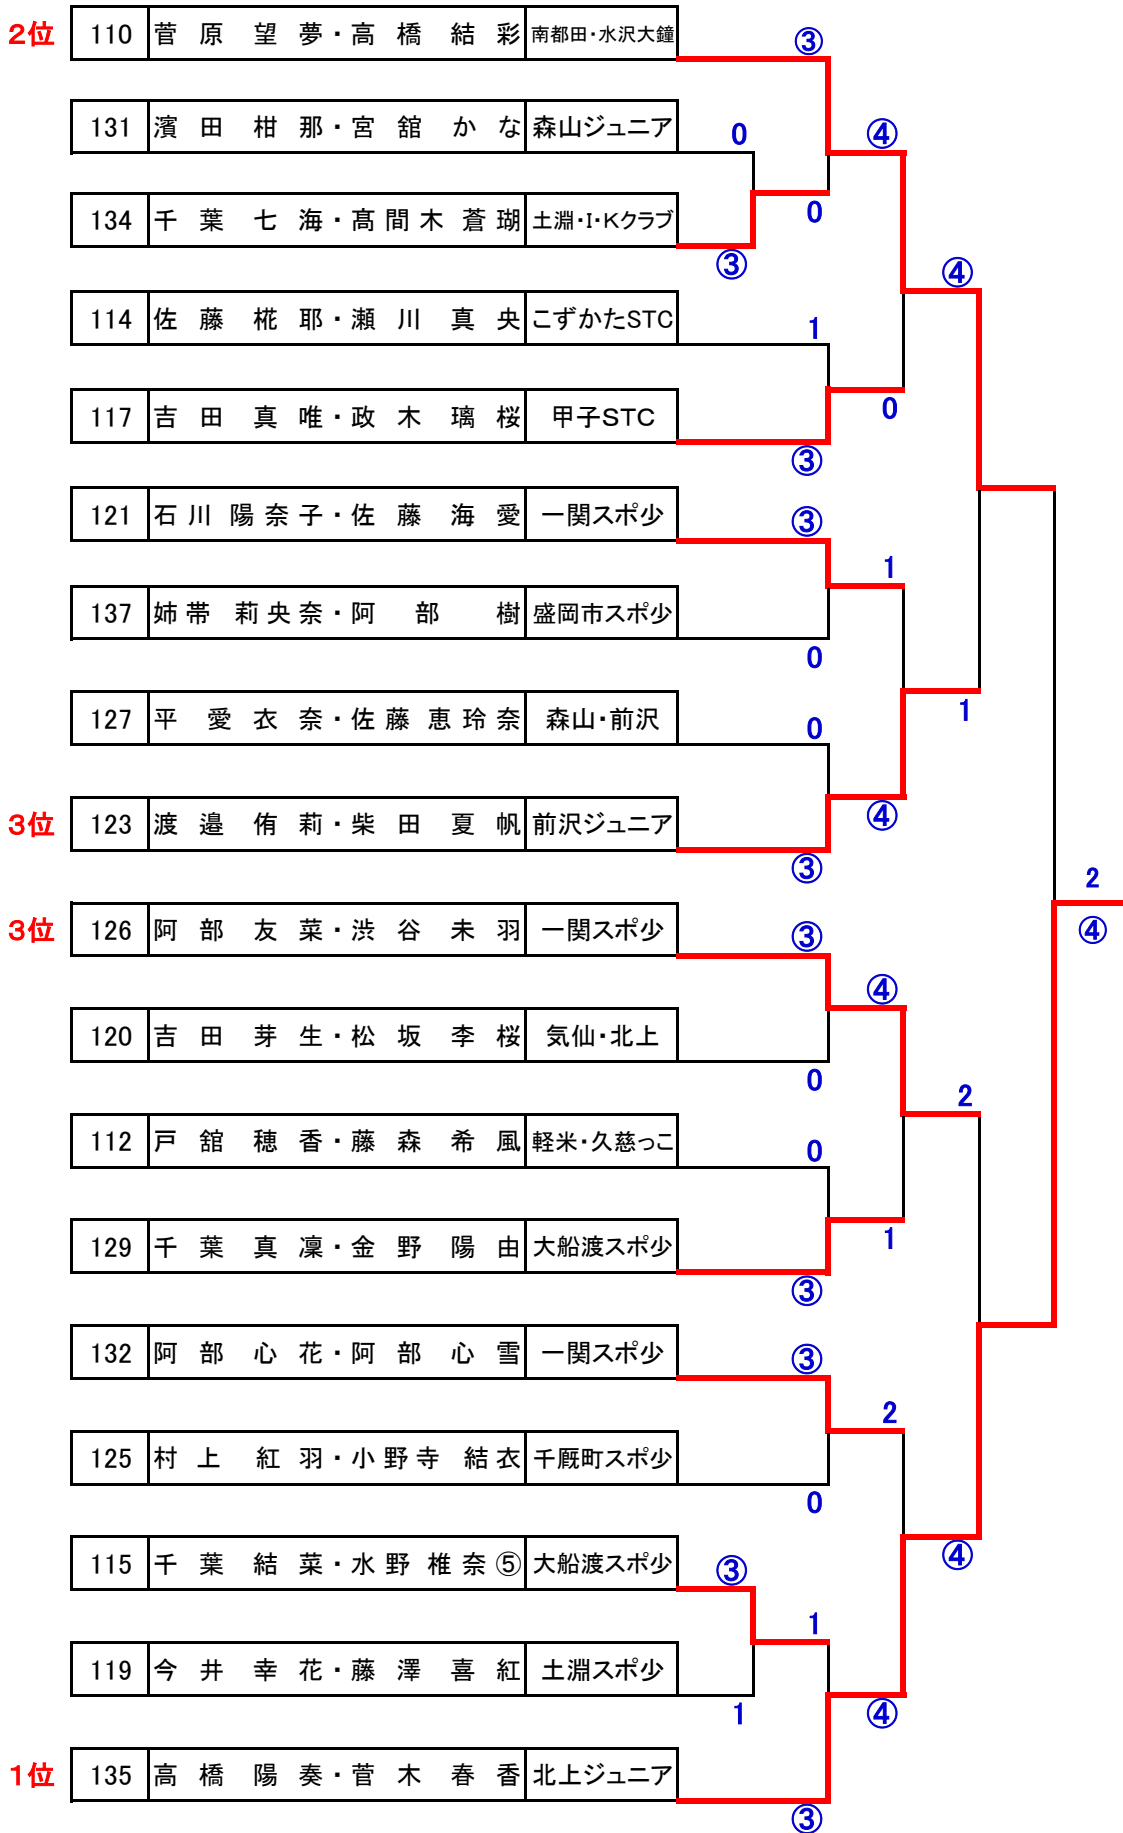 2位 110 菅原望夢・高橋結彩 南都田・水沢大鐘
③
131 濱田柑那・宮舘かな 森山ジュニア
0 ④
134 千葉七海・髙間木蒼瑚 土淵・I・Kクラブ
0
③ ④
114 佐藤椛耶・瀬川真央 こずかたSTC
1
117 吉田真唯・政木璃桜 甲子STC
0
③
121 石川陽奈子・佐藤海愛 一関スポ少
③
1
137 姉帯莉央奈・阿部樹 盛岡市スポ少
0
127 平愛衣奈・佐藤恵玲奈 森山・前沢
0 1
3位 123 渡邉侑莉・柴田夏帆 前沢ジュニア
④
③
2
3位 126 阿部友菜・渋谷未羽 一関スポ少
③ ④
④
120 吉田芽生・松坂李桜 気仙・北上
0
2
112 戸舘穂香・藤森希風 軽米・久慈っこ
0
129 千葉真凜・金野陽由 大船渡スポ少
1
③
132 阿部心花・阿部心雪 一関スポ少
③
2
125 村上紅羽・小野寺結衣 千厩町スポ少
0
④
115 千葉結菜・水野椎奈⑤ 大船渡スポ少
③
1
119 今井幸花・藤澤喜紅 土淵スポ少
1 ④
1位 135 高橋陽奏・菅木春香 北上ジュニア
③